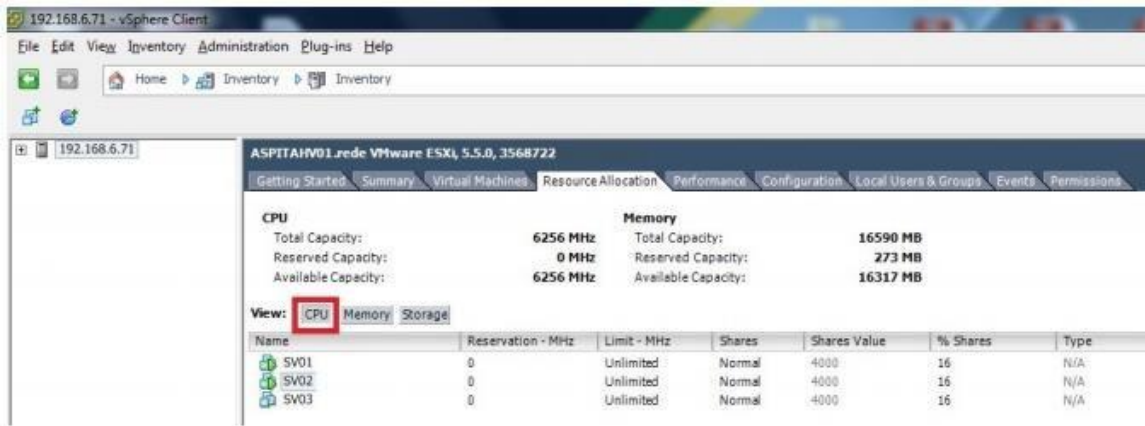 192.168.6.71 - vSphere Client
File Edit View Inventory Administration Plug-ins Help
Home Inventory Inventory
192.168.6.71
ASPITAHV01.rede VMware ESXi, 5.5.0, 3568722
Getting Started Summary Virtual Machines Resource Allocation Performance Configuration Local Users & Groups Events Permissions
CPU Memory
Total Capacity: 6256 MHz Total Capacity: 16590 MB
Reserved Capacity: 0 MHz Reserved Capacity: 273 MB
Available Capacity: 6256 MHz Available Capacity: 16317 MB
View: CPU Memory Storage
Name Reservation - MHz Limit - MHz Shares Shares Value % Shares Type
SV01 0 Unlimited Normal 4000 16 N/A
SV02 0 Unlimited Normal 4000 16 N/A
SV03 0 Unlimited Normal 4000 16 N/A